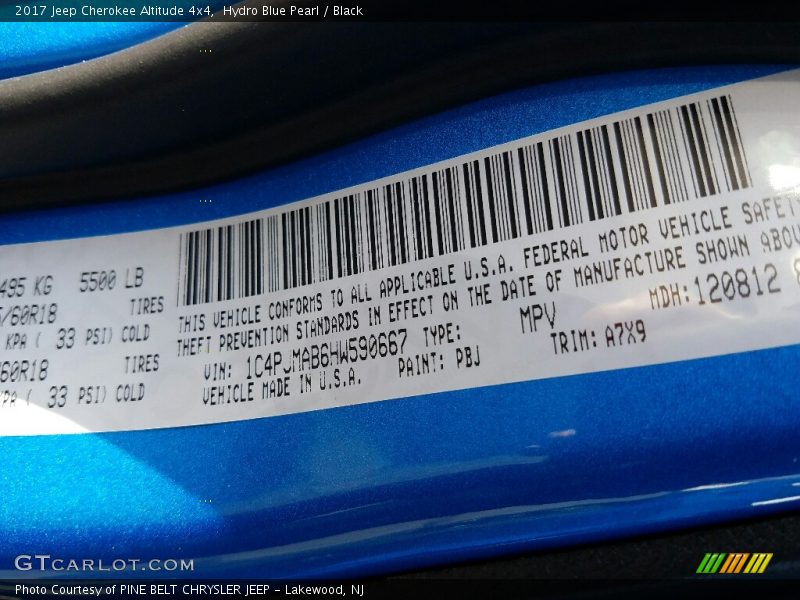 2017 Jeep Cherokee Altitude 4x4, Hydro Blue Pearl / Black
495 KG 5500 LB
/60R18 TIRES
KPA ( 33 PSI) COLD
60R18 TIRES
KPA ( 33 PSI) COLD
THIS VEHICLE CONFORMS TO ALL APPLICABLE U.S.A. FEDERAL MOTOR VEHICLE SAFET
THEFT PREVENTION STANDARDS IN EFFECT ON THE DATE OF MANUFACTURE SHOWN ABOV
VIN: 1C4PJMAB6HW590667 TYPE: MPV MDH: 120812
VEHICLE MADE IN U.S.A. PAINT: PBJ TRIM: A7X9
GTCARLOT.COM
Photo Courtesy of PINE BELT CHRYSLER JEEP - Lakewood, NJ